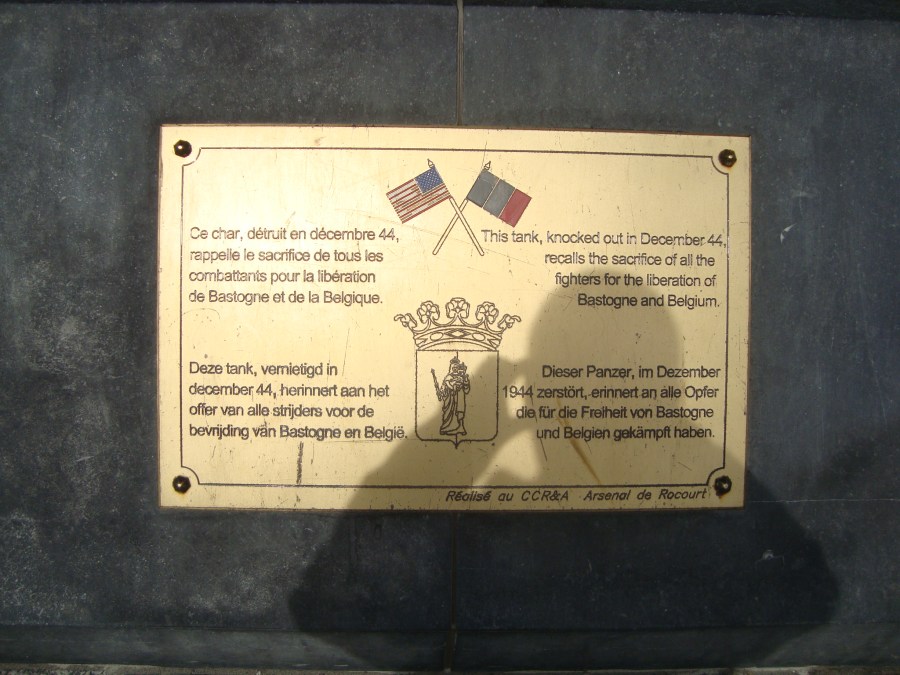 Ce char, détruit en décembre 44,
rappelle le sacrifice de tous les
combattants pour la libération
de Bastogne et de la Belgique.
This tank, knocked out in December 44,
recalls the sacrifice of all the
fighters for the liberation of
Bastogne and Belgium.
Deze tank, vernietigd in
december 44, herinnert aan het
offer van alle strijders voor de
bevrijding van Bastogne en België.
Dieser Panzer, im Dezember
1944 zerstört, erinnert an alle Opfer
die für die Freiheit von Bastogne
und Belgien gekämpft haben.
Réalisé au CCR&A Arsenal de Rocourt